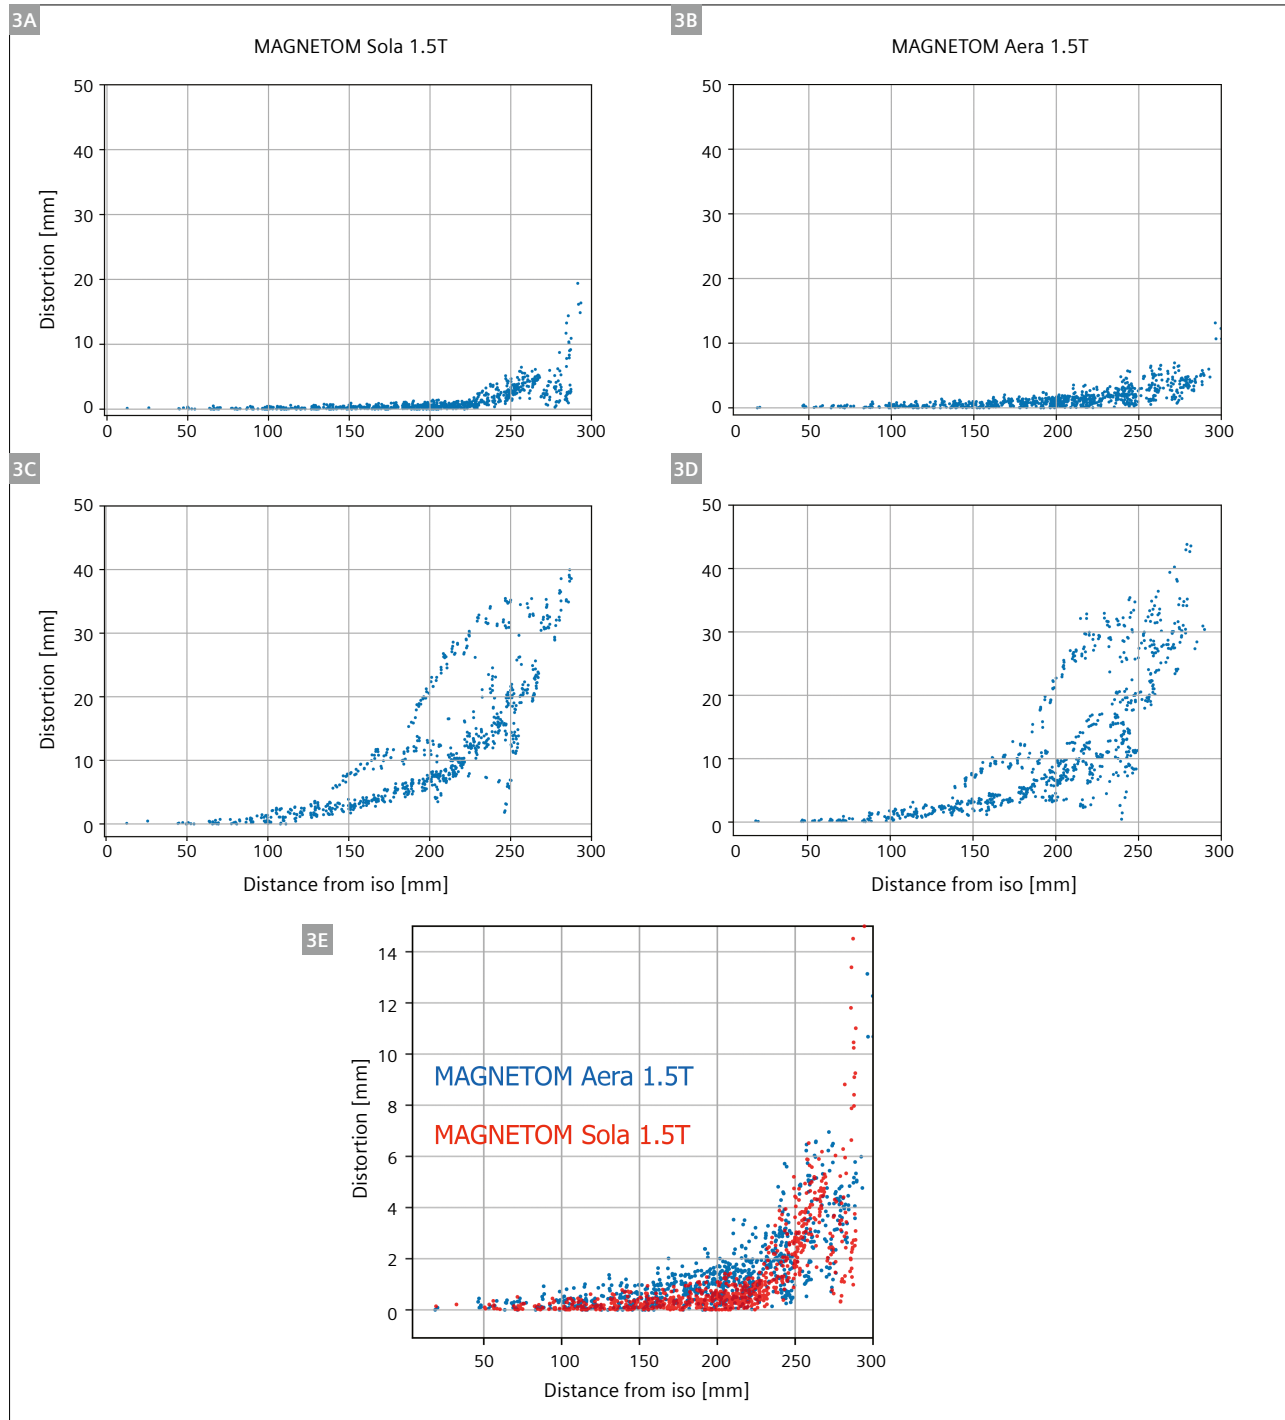 3A
3B
MAGNETOM Sola 1.5T
MAGNETOM Aera 1.5T
Distortion [mm]
50
40
30
20
10
0
0 50 100 150 200 250 300
50
40
30
20
10
0
0 50 100 150 200 250 300
3C
3D
Distortion [mm]
50
40
30
20
10
0
0 50 100 150 200 250 300
Distance from iso [mm]
50
40
30
20
10
0
0 50 100 150 200 250 300
Distance from iso [mm]
3E
Distortion [mm]
14
12
10
8
6
4
2
0
MAGNETOM Aera 1.5T
MAGNETOM Sola 1.5T
50 100 150 200 250 300
Distance from iso [mm]